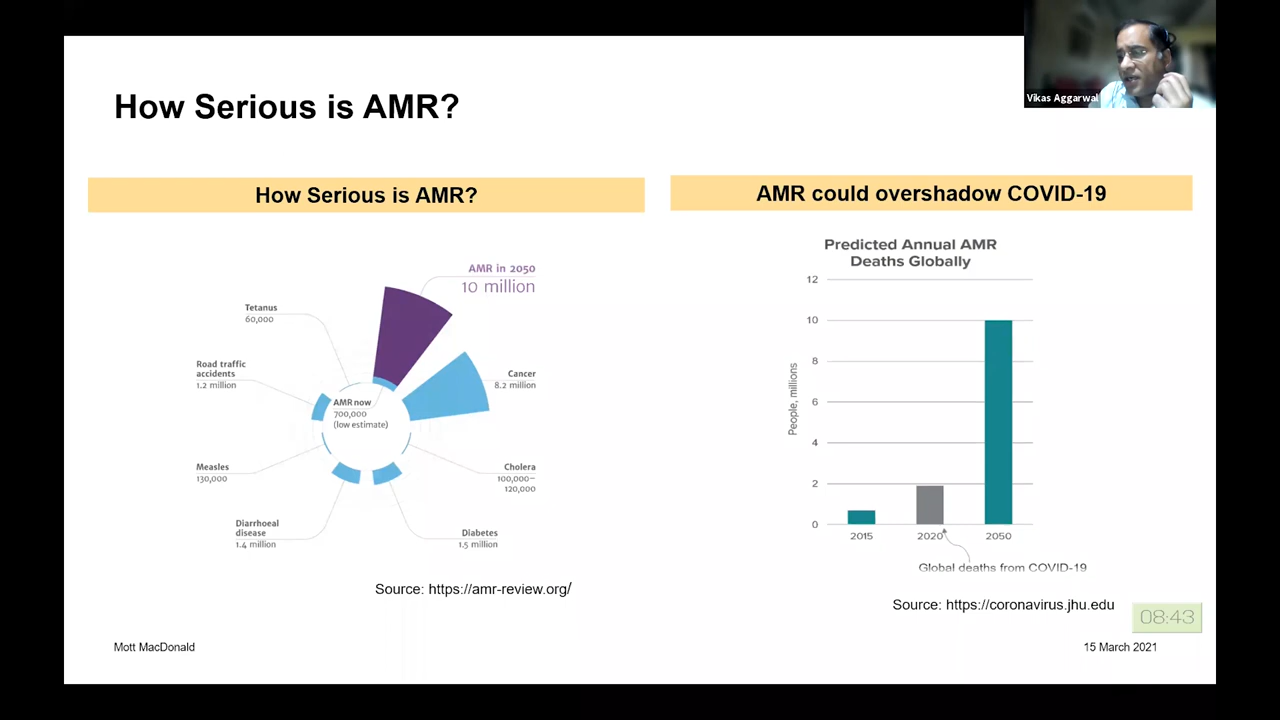 Vikas Aggarwal
How Serious is AMR?
How Serious is AMR?
AMR in 2050
10 million
Tetanus
60,000
Road traffic
accidents
1.2 million
Cancer
8.2 million
AMR now
700,000
(low estimate)
Measles
130,000
Cholera
100,000–
120,000
Diarrhoeal
disease
1.4 million
Diabetes
1.5 million
Source: https://amr-review.org/
AMR could overshadow COVID-19
Predicted Annual AMR
Deaths Globally
People, millions
12
10
8
6
4
2
0
2015
2020
2050
Global deaths from COVID-19
Source: https://coronavirus.jhu.edu
08:43
Mott MacDonald
15 March 2021